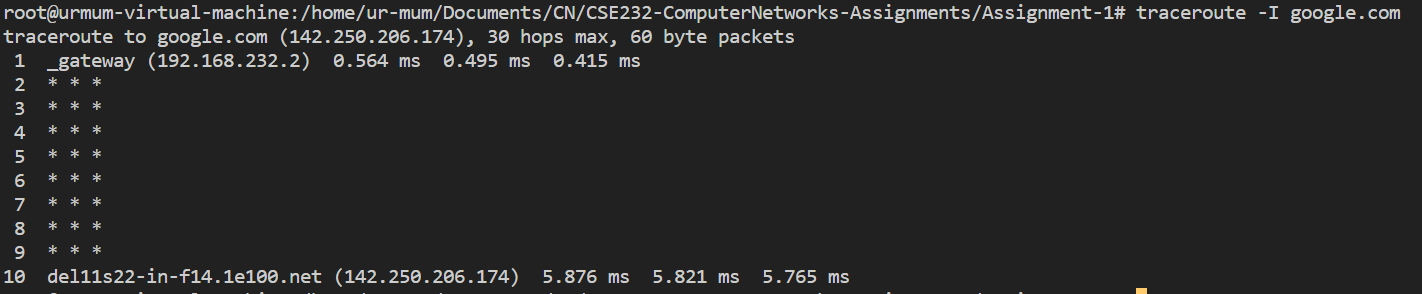 root@urmum-virtual-machine:/home/ur-mum/Documents/CN/CSE232-ComputerNetworks-Assignments/Assignment-1# traceroute -I google.com
traceroute to google.com (142.250.206.174), 30 hops max, 60 byte packets
 1  _gateway (192.168.232.2)  0.564 ms  0.495 ms  0.415 ms
 2  * * *
 3  * * *
 4  * * *
 5  * * *
 6  * * *
 7  * * *
 8  * * *
 9  * * *
10  del11s22-in-f14.1e100.net (142.250.206.174)  5.876 ms  5.821 ms  5.765 ms